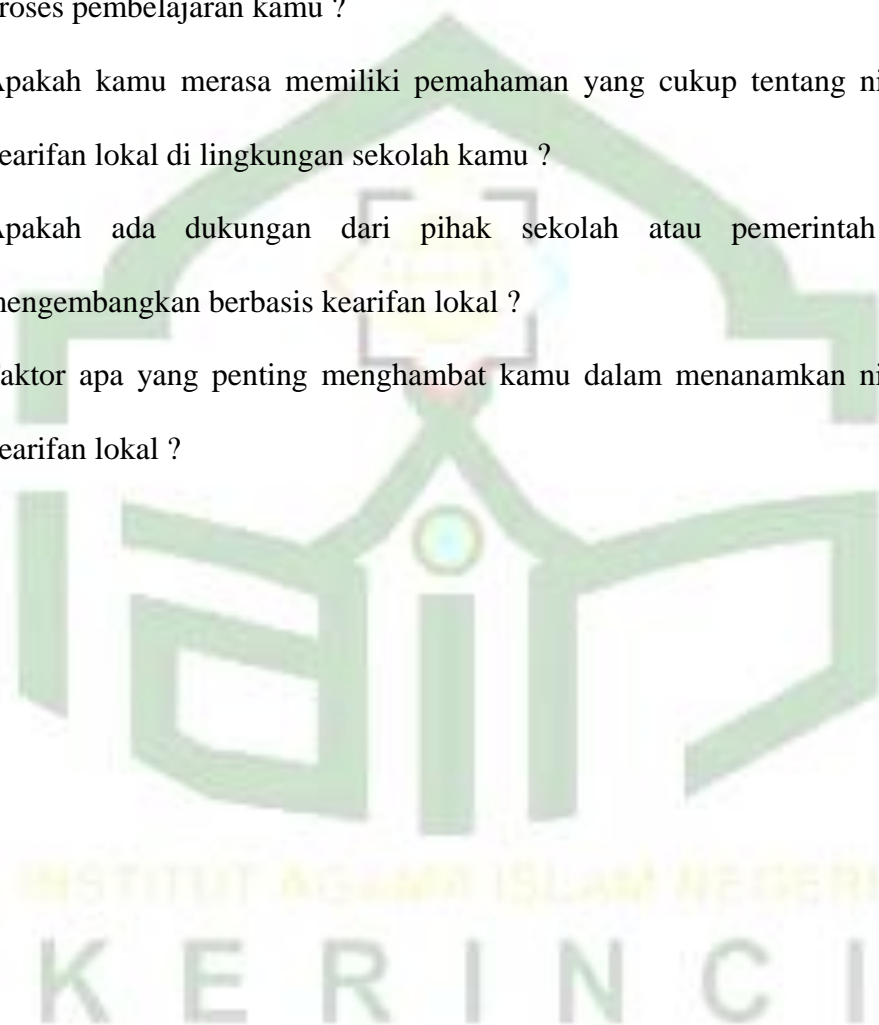 roses pembelajaran kamu ?
Apakah kamu merasa memiliki pemahaman yang cukup tentang ni
earifan lokal di lingkungan sekolah kamu ?
Apakah ada dukungan dari pihak sekolah atau pemerintah
nengembangkan berbasis kearifan lokal ?
aktor apa yang penting menghambat kamu dalam menanamkan ni
earifan lokal ?
INSTITUT AGAMA ISLAM NEGERI
KERINCI